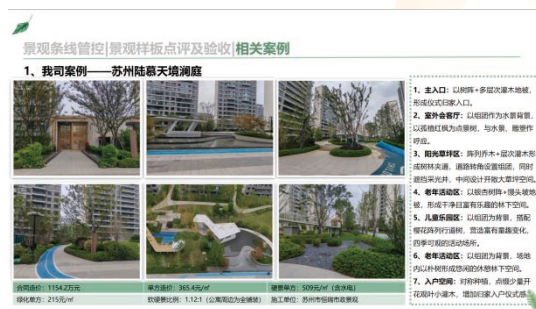 景观条线管控|景观样板点评及验收|相关案例
1、我司案例——苏州陆慕天境澜庭
1、主入口：以树阵+多层次灌木地被，
形成仪式归家入口。
2、室外会客厅：以组团作为水景背景，
以孤植红枫为点景树，与水景、雕塑作
呼应。
3、阳光草坪区：阵列乔木+层次灌木形
成树林夹道，道路转角设置组团，同时
遮挡采光井，中间设计开敞大草坪空间。
4、老年活动区：以银杏树阵+馒头坡地
被，形成干净且富有乐趣的林下空间。
5、儿童乐园区：以组团为背景，搭配
樱花阵列行道树，营造富有童趣变化、
四季可观的活动场所。
6、老年活动区：以组团为背景，场地
内以朴树形成悠闲的休憩林下空间。
7、入户空间：对称种植，点缀少量开
花观叶小灌木，增加归家入户仪式感。
合同造价：1154.2万元 单方造价：365.4元/㎡ 硬景单方：509元/㎡（含水电）
绿化单方：215元/㎡ 软硬景比例：1.12:1（公寓周边为全铺装） 施工单位：苏州市恒瑞市政景观